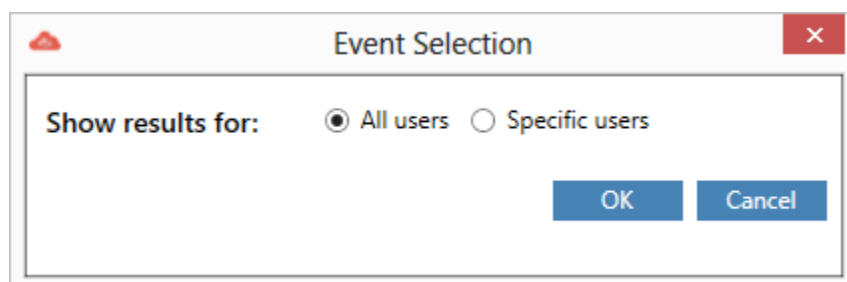 Event Selection
Show results for: All users Specific users
OK Cancel